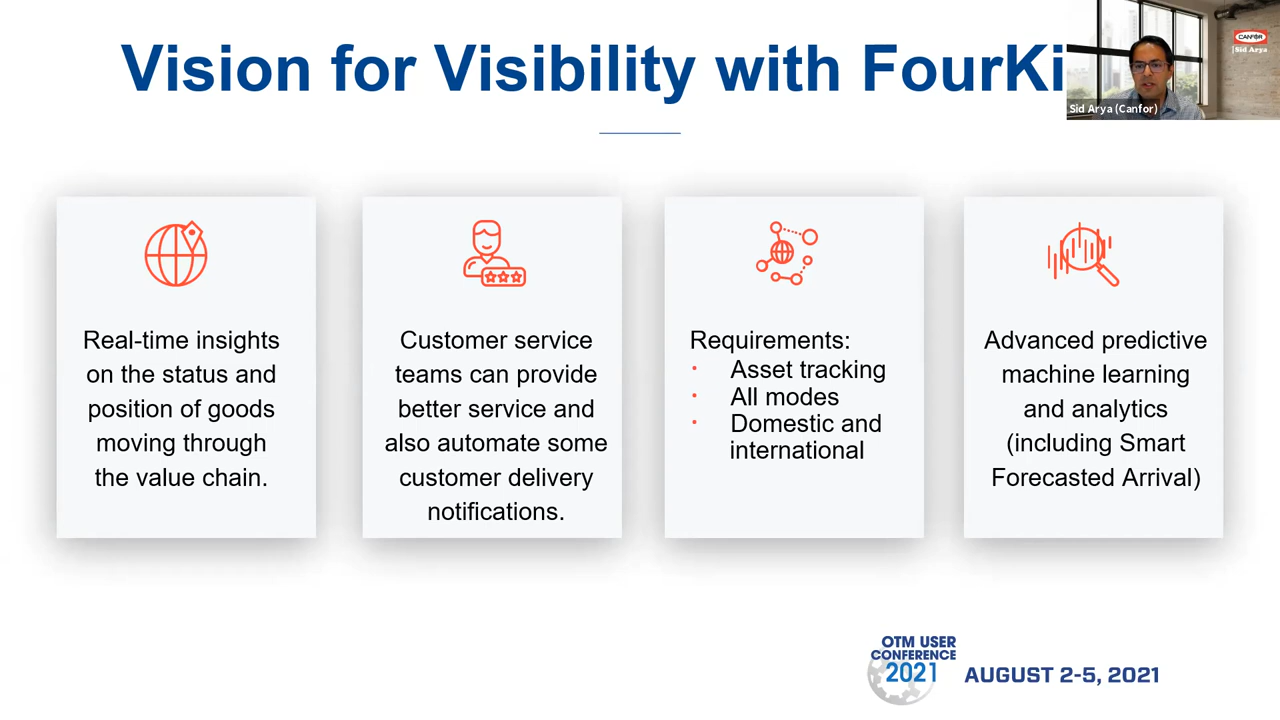 Vision for Visibility with FourKi
CANFOR
Sid Arya
Sid Arya (Canfor)
Real-time insights
on the status and
position of goods
moving through
the value chain.
Customer service
teams can provide
better service and
also automate some
customer delivery
notifications.
Requirements:
· Asset tracking
· All modes
· Domestic and
international
Advanced predictive
machine learning
and analytics
(including Smart
Forecasted Arrival)
OTM USER
CONFERENCE
2021
AUGUST 2-5, 2021